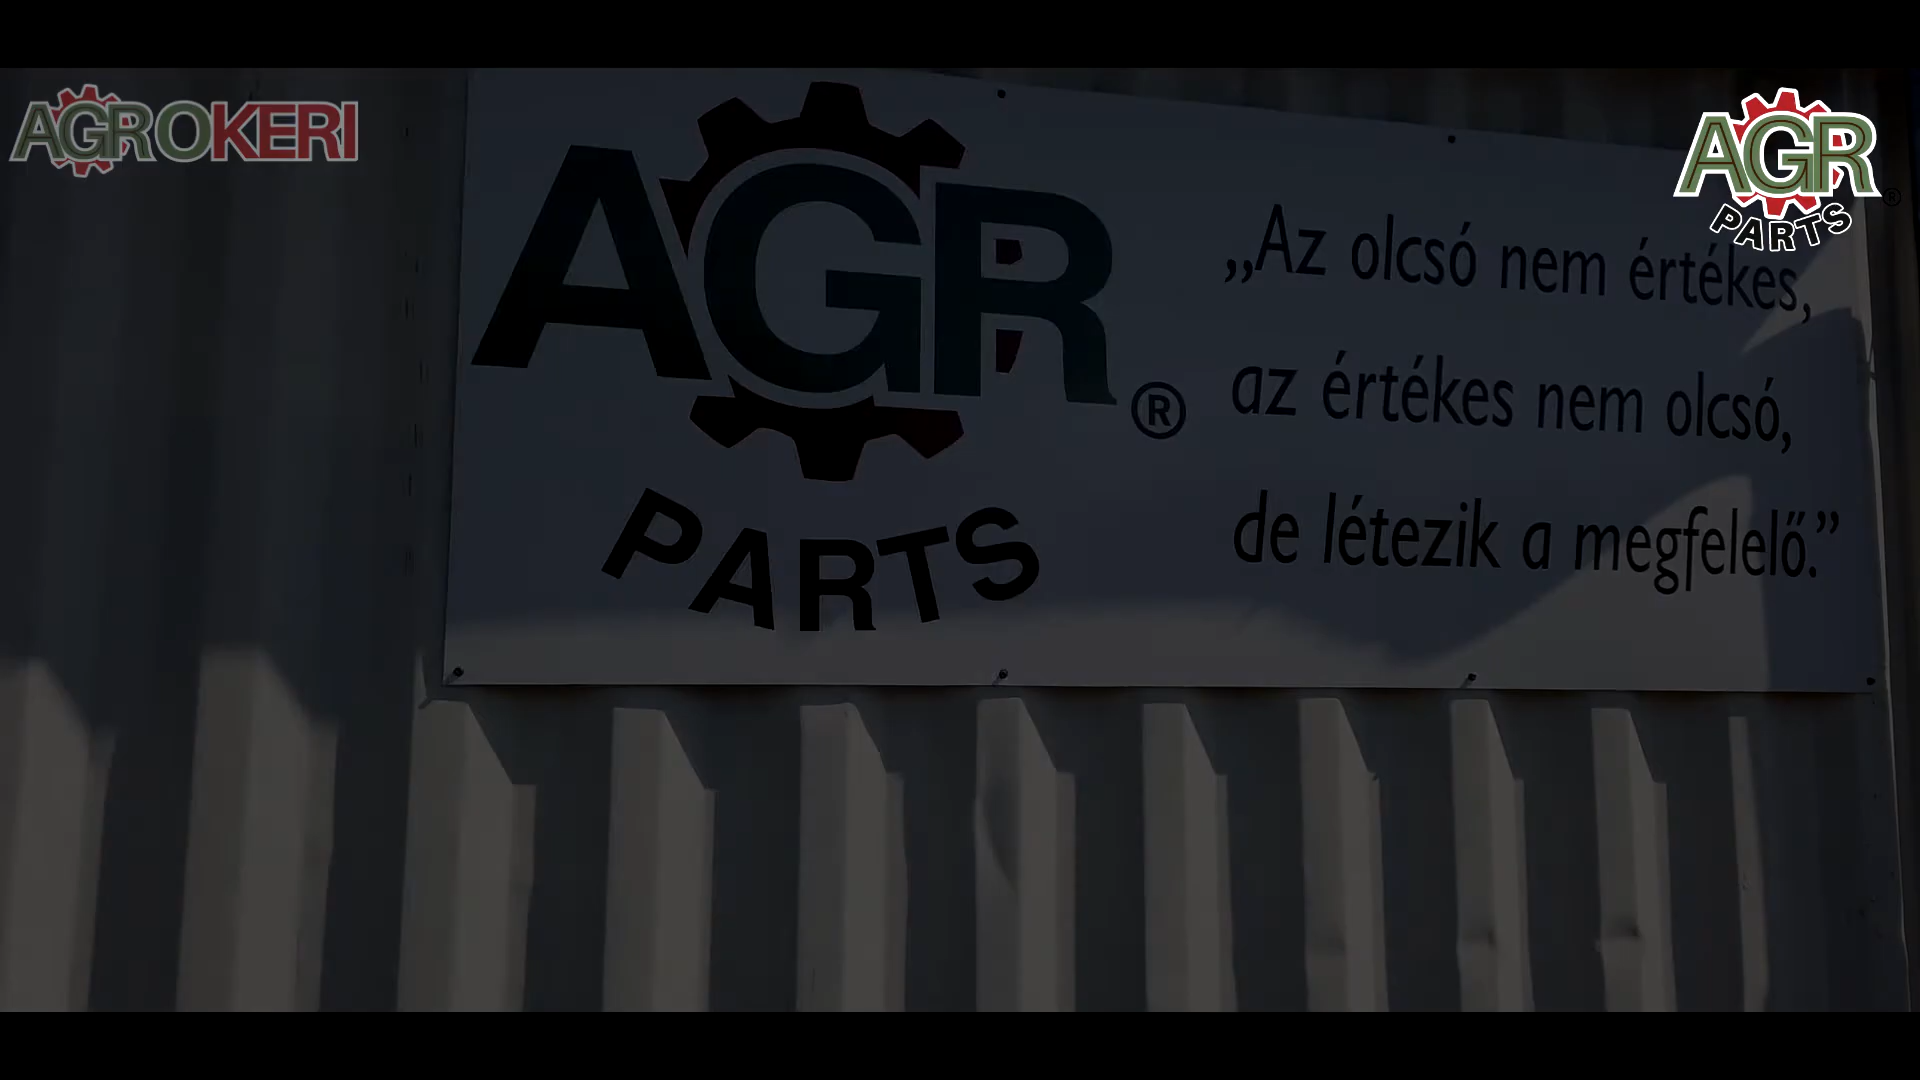 AGROKERI
AGR®
PARTS
AGR®
PARTS
„Az olcsó nem értékes,
az értékes nem olcsó,
de létezik a megfelelő.”